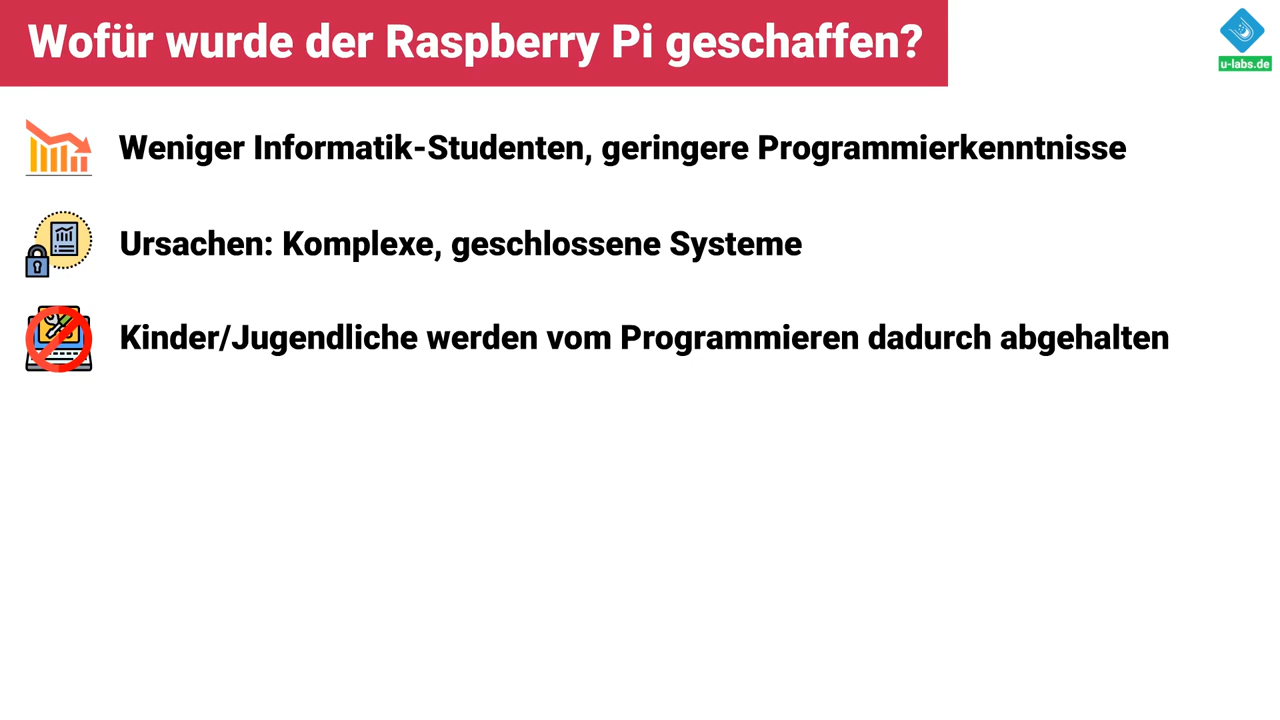 Wofür wurde der Raspberry Pi geschaffen?
u-labs.de
Weniger Informatik-Studenten, geringere Programmierkenntnisse
Ursachen: Komplexe, geschlossene Systeme
Kinder/Jugendliche werden vom Programmieren dadurch abgehalten